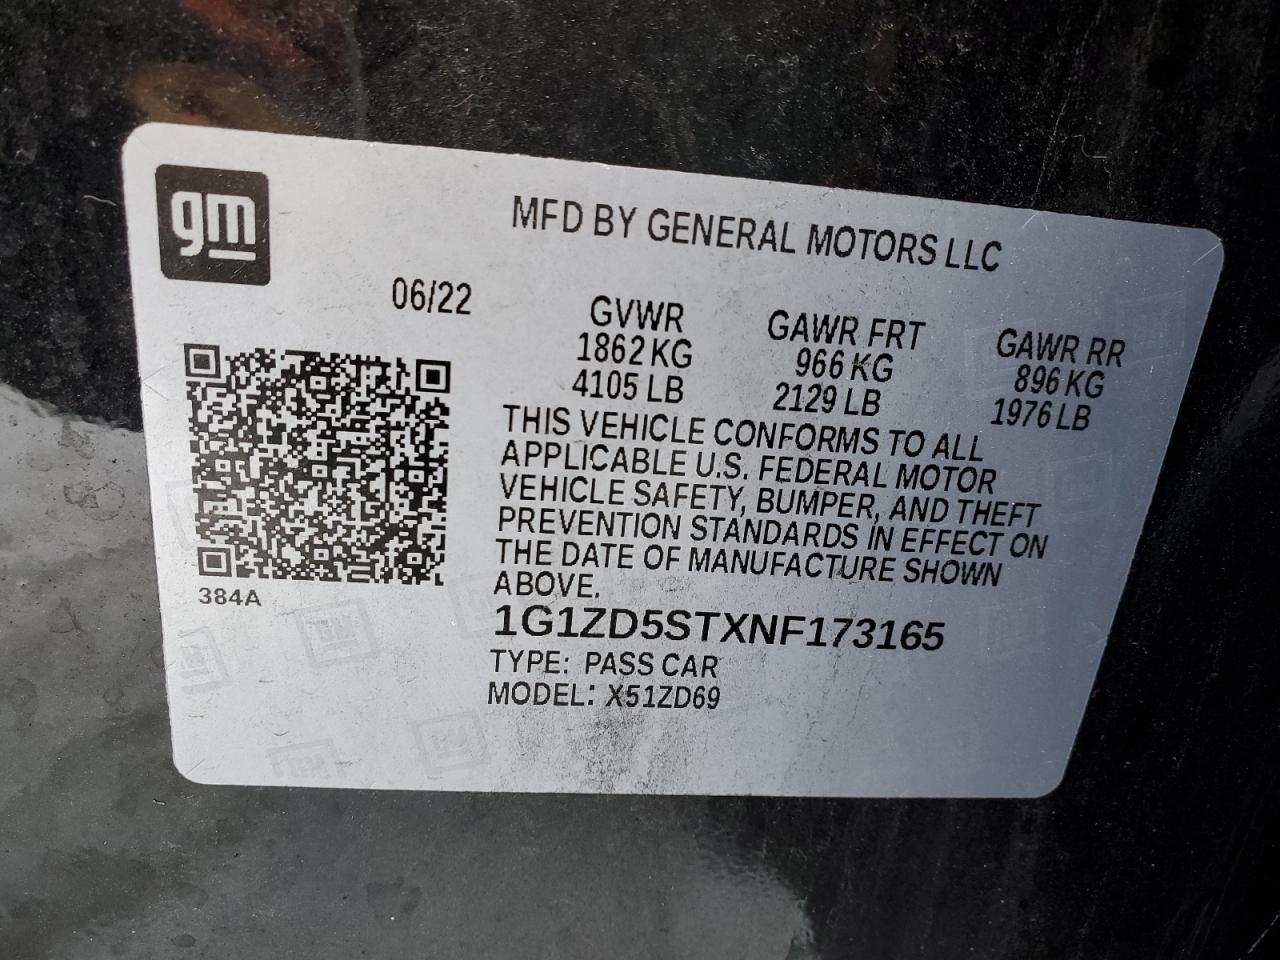 gm
MFD BY GENERAL MOTORS LLC
06/22
GVWR GAWR FRT GAWR RR
1862 KG 966 KG 896 KG
4105 LB 2129 LB 1976 LB
THIS VEHICLE CONFORMS TO ALL
APPLICABLE U.S. FEDERAL MOTOR
VEHICLE SAFETY, BUMPER, AND THEFT
PREVENTION STANDARDS IN EFFECT ON
THE DATE OF MANUFACTURE SHOWN
ABOVE.
384A
1G1ZD5STXNF173165
TYPE: PASS CAR
MODEL: X51ZD69